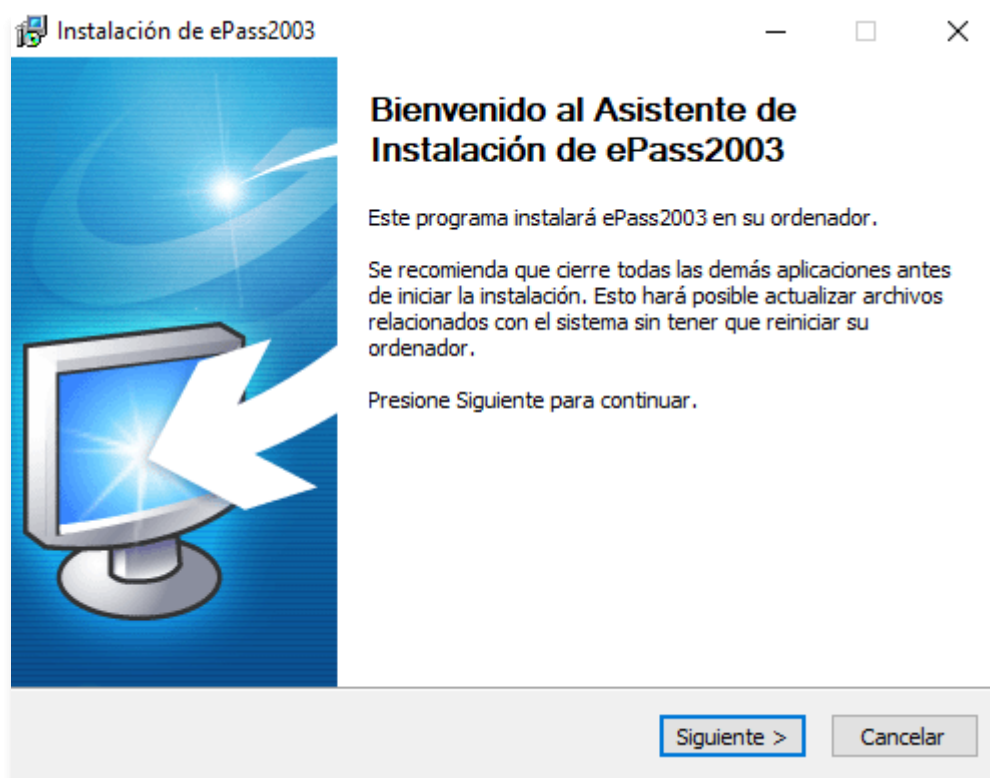 Instalación de ePass2003
Bienvenido al Asistente de
Instalación de ePass2003
Este programa instalará ePass2003 en su ordenador.
Se recomienda que cierre todas las demás aplicaciones antes
de iniciar la instalación. Esto hará posible actualizar archivos
relacionados con el sistema sin tener que reiniciar su
ordenador.
Presione Siguiente para continuar.
Siguiente >
Cancelar